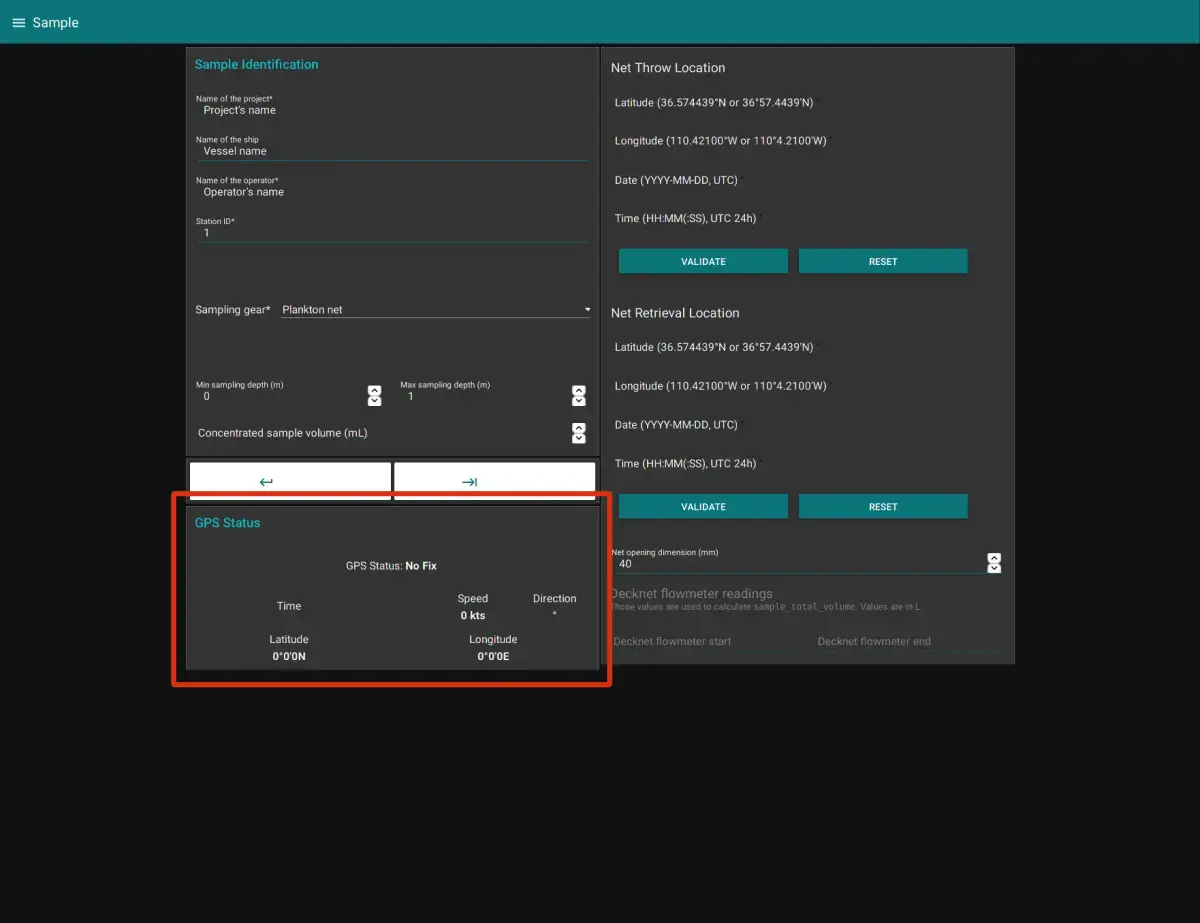 Sample
Sample Identification
Name of the project*
Project's name
Name of the ship
Vessel name
Name of the operator*
Operator's name
Station ID*
1
Sampling gear* Plankton net
Min sampling depth (m) Max sampling depth (m)
0 1
Concentrated sample volume (mL)
GPS Status
GPS Status: No Fix
Time Speed Direction
0 kts °
Latitude Longitude
0°0'0N 0°0'0E
Net Throw Location
Latitude (36.574439°N or 36°57.4439'N)
Longitude (110.42100°W or 110°4.2100'W)
Date (YYYY-MM-DD, UTC)
Time (HH:MM(:SS), UTC 24h)
VALIDATE RESET
Net Retrieval Location
Latitude (36.574439°N or 36°57.4439'N)
Longitude (110.42100°W or 110°4.2100'W)
Date (YYYY-MM-DD, UTC)
Time (HH:MM(:SS), UTC 24h)
VALIDATE RESET
Net opening dimension (mm)
40
Decknet flowmeter readings
Those values are used to calculate sample_total_volume. Values are in L
Decknet flowmeter start Decknet flowmeter end